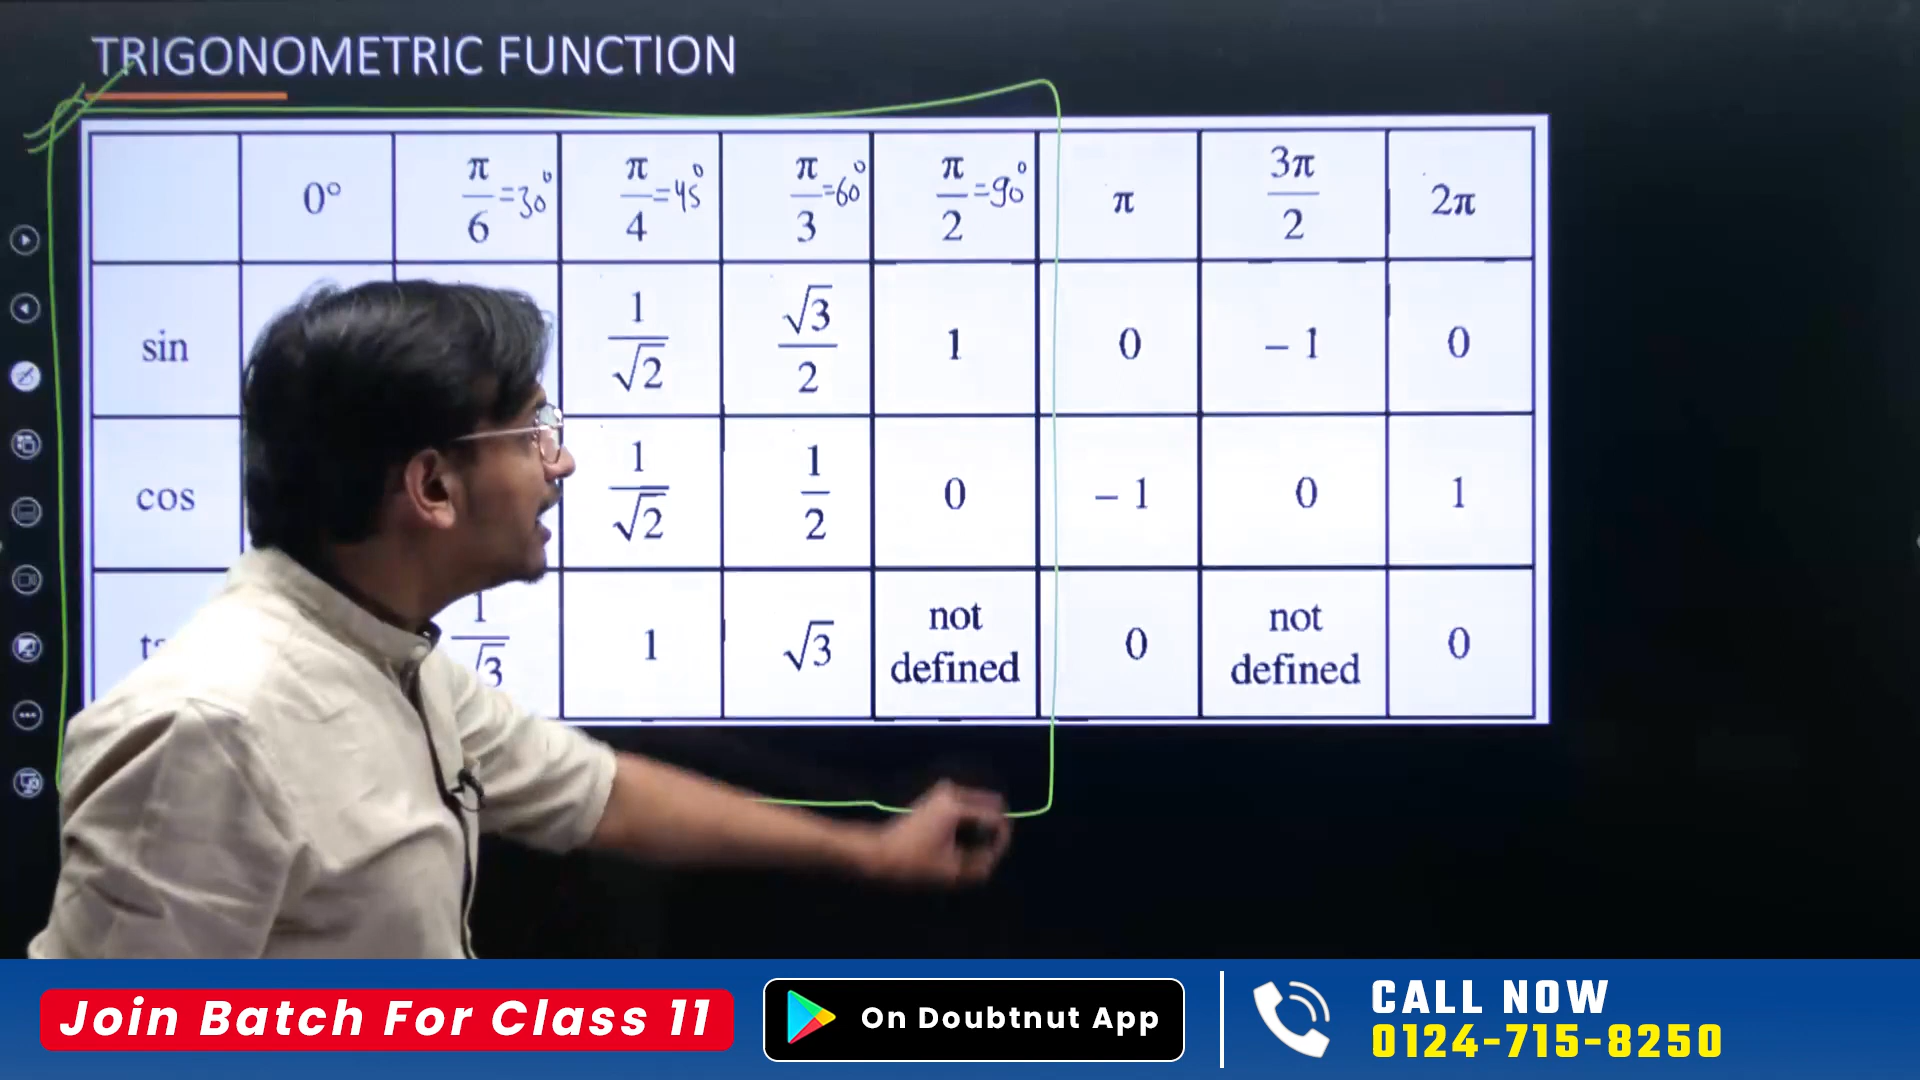 TRIGONOMETRIC FUNCTION
0° π/6 =30° π/4 =45° π/3 =60° π/2 =90° π 3π/2 2π
sin 1/√2 √3/2 1 0 – 1 0
cos 1/√2 1/2 0 – 1 0 1
1/√3 1 √3 not defined 0 not defined 0
Join Batch For Class 11
On Doubtnut App
CALL NOW
0124-715-8250